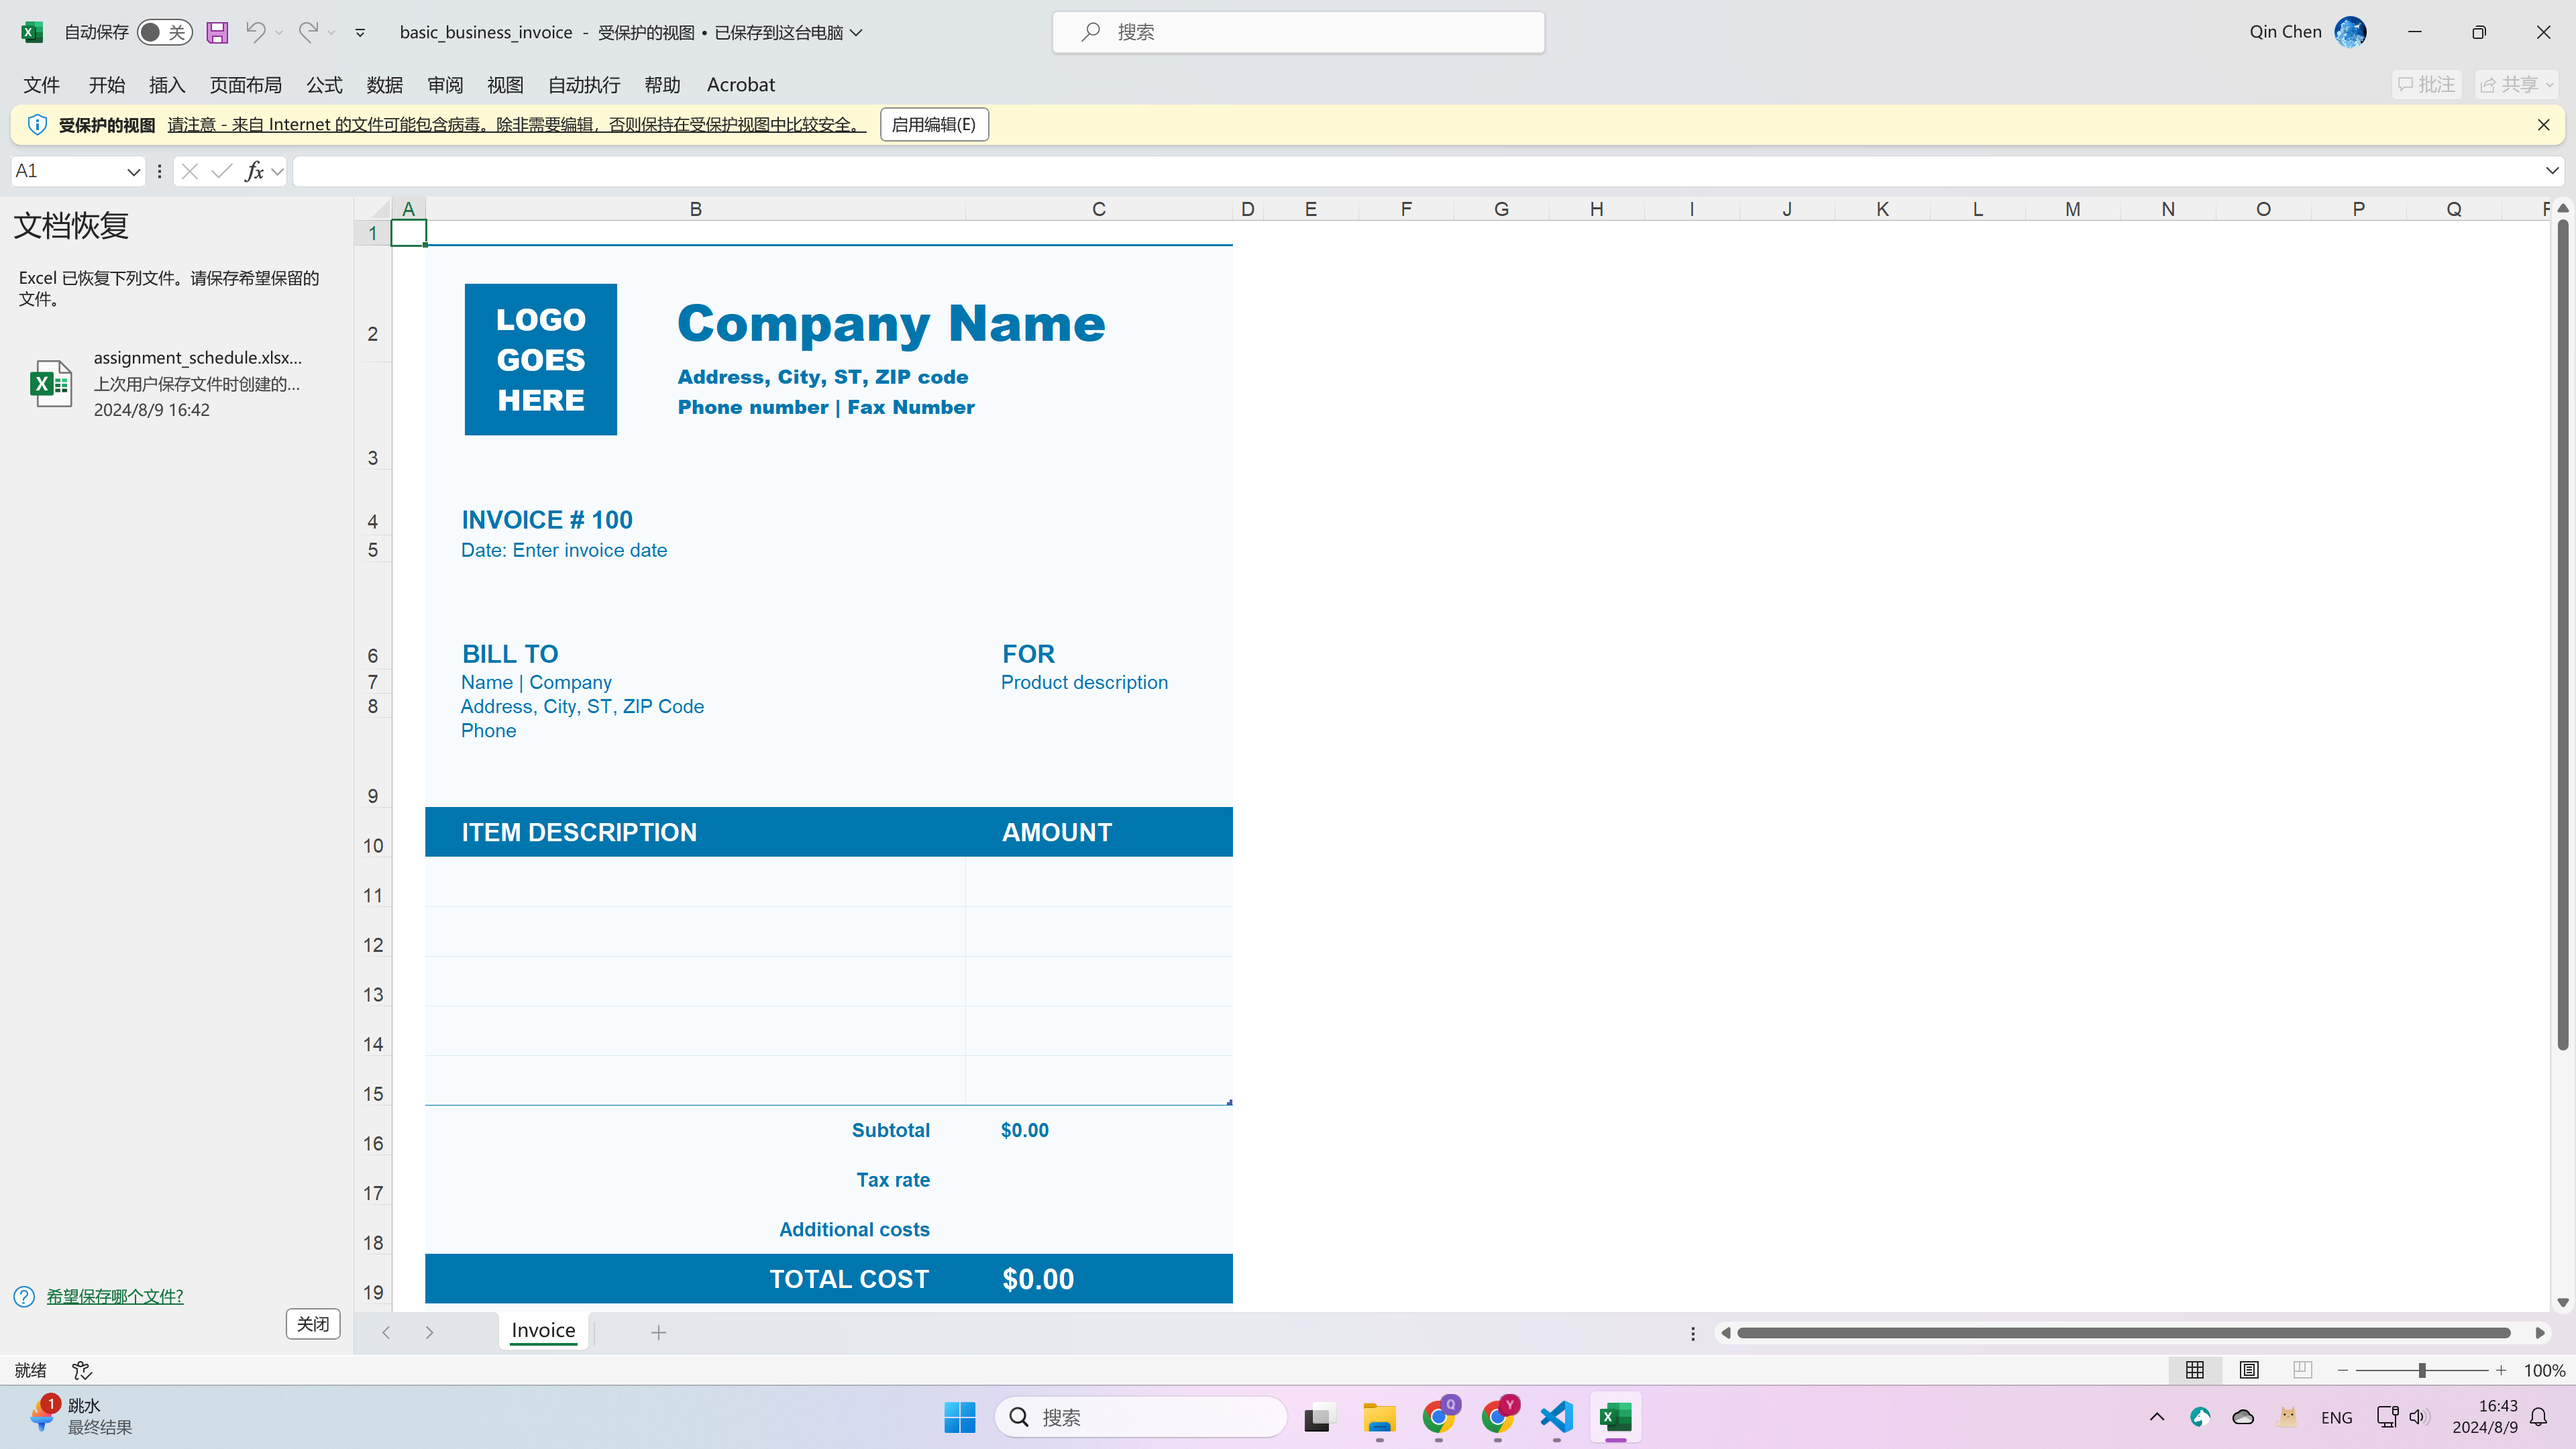 自动保存 关 basic_business_invoice - 受保护的视图 • 已保存到这台电脑 搜索 Qin Chen
文件 开始 插入 页面布局 公式 数据 审阅 视图 自动执行 帮助 Acrobat 批注 共享
受保护的视图 请注意 - 来自 Internet 的文件可能包含病毒。除非需要编辑，否则保持在受保护视图中比较安全。 启用编辑(E)
A1 fx
文档恢复
Excel 已恢复下列文件。请保存希望保留的
文件。
assignment_schedule.xlsx...
上次用户保存文件时创建的...
2024/8/9 16:42
希望保存哪个文件?
关闭
A B C D E F G H I J K L M N O P Q
1
2
3
4
5
6
7
8
9
10
11
12
13
14
15
16
17
18
19
LOGO
GOES
HERE
Company Name
Address, City, ST, ZIP code
Phone number | Fax Number
INVOICE # 100
Date: Enter invoice date
BILL TO FOR
Name | Company Product description
Address, City, ST, ZIP Code
Phone
ITEM DESCRIPTION AMOUNT
Subtotal $0.00
Tax rate
Additional costs
TOTAL COST $0.00
Invoice
就绪 100%
1 跳水
最终结果
搜索
Q Y
ENG
16:43
2024/8/9